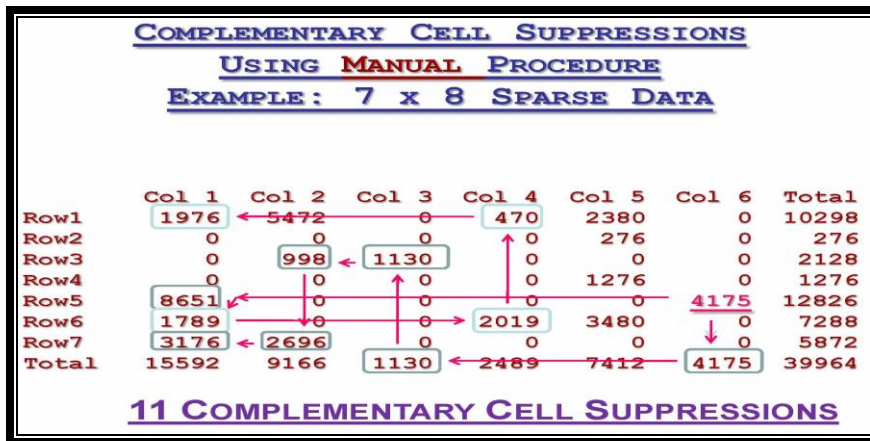 COMPLEMENTARY CELL SUPPRESSIONS
USING MANUAL PROCEDURE
EXAMPLE: 7 X 8 SPARSE DATA
Col 1 Col 2 Col 3 Col 4 Col 5 Col 6 Total
Row1 1976 5472 0 470 2380 0 10298
Row2 0 0 0 0 276 0 276
Row3 0 998 1130 0 0 0 2128
Row4 0 0 0 0 1276 0 1276
Row5 8651 0 0 0 0 4175 12826
Row6 1789 0 0 2019 3480 0 7288
Row7 3176 2696 0 0 0 0 5872
Total 15592 9166 1130 2489 7412 4175 39964
11 COMPLEMENTARY CELL SUPPRESSIONS